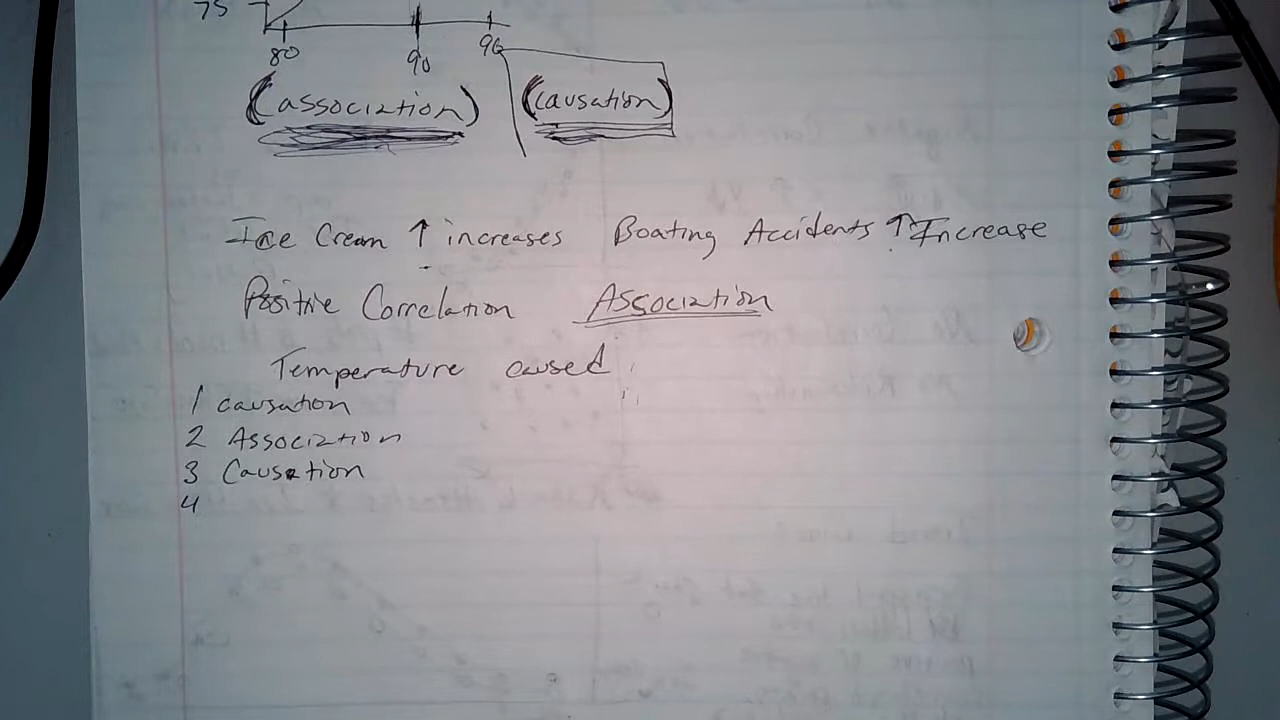 75
80 90 96
(association) (causation)
Ice Cream ↑ increases Boating Accidents ↑ Increase
Positive Correlation Association
Temperature caused
1 causation
2 Association
3 Causation
4